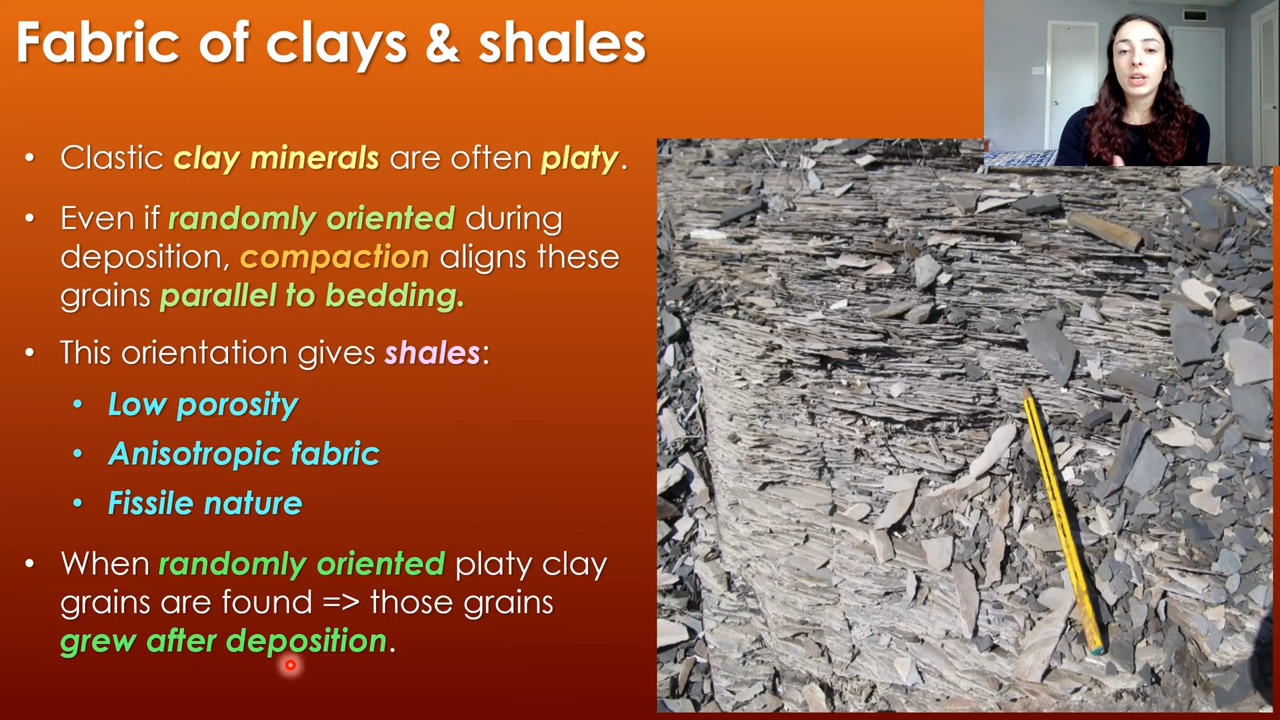 Fabric of clays & shales
• Clastic clay minerals are often platy.
• Even if randomly oriented during
deposition, compaction aligns these
grains parallel to bedding.
• This orientation gives shales:
• Low porosity
• Anisotropic fabric
• Fissile nature
• When randomly oriented platy clay
grains are found => those grains
grew after deposition.